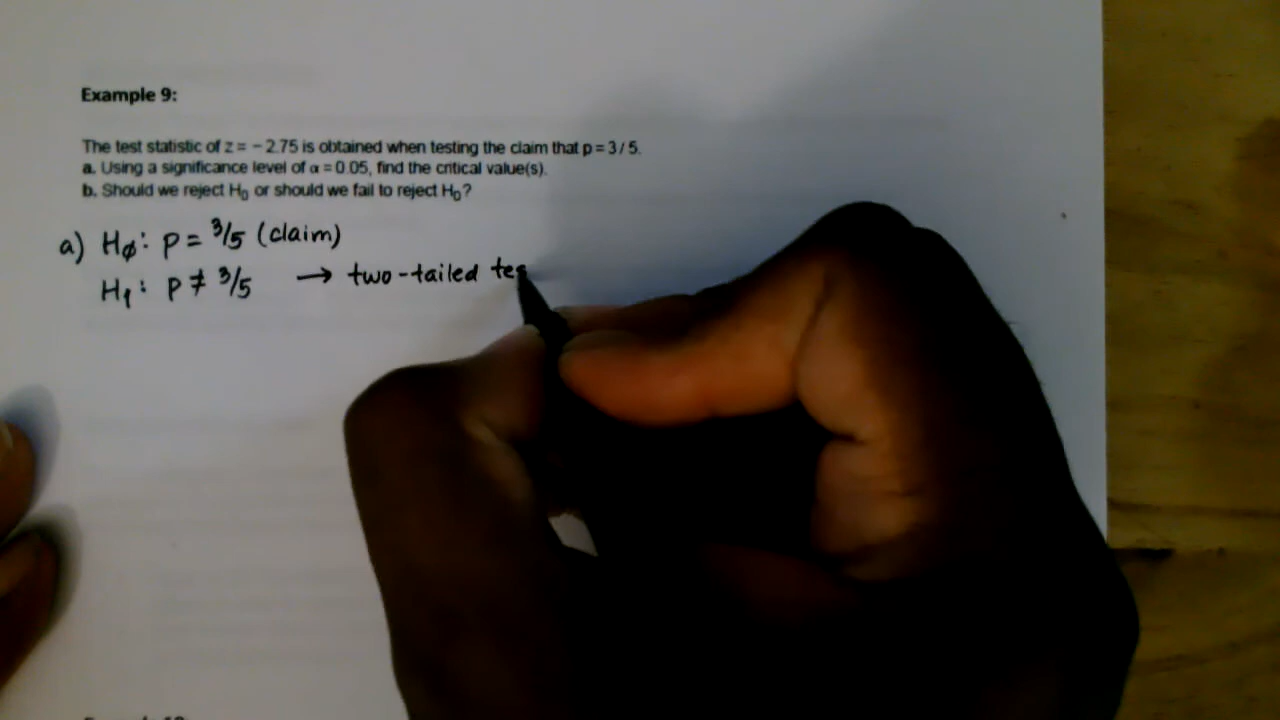 Example 9:
The test statistic of z = − 2.75 is obtained when testing the claim that p = 3 / 5.
a. Using a significance level of α = 0.05, find the critical value(s).
b. Should we reject H₀ or should we fail to reject H₀?
a) H∅: p = 3/5 (claim)
H₁: p ≠ 3/5 → two-tailed tes